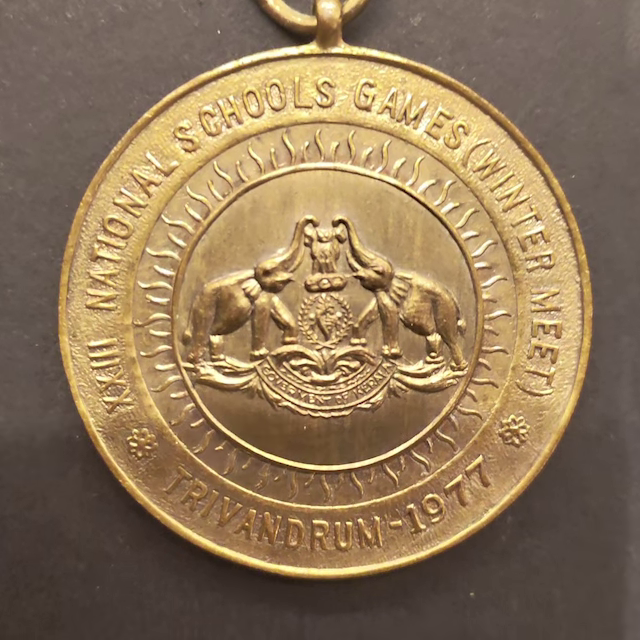 XXIII NATIONAL SCHOOLS GAMES (WINTER MEET)
TRIVANDRUM-1977
GOVERNMENT OF KERALA